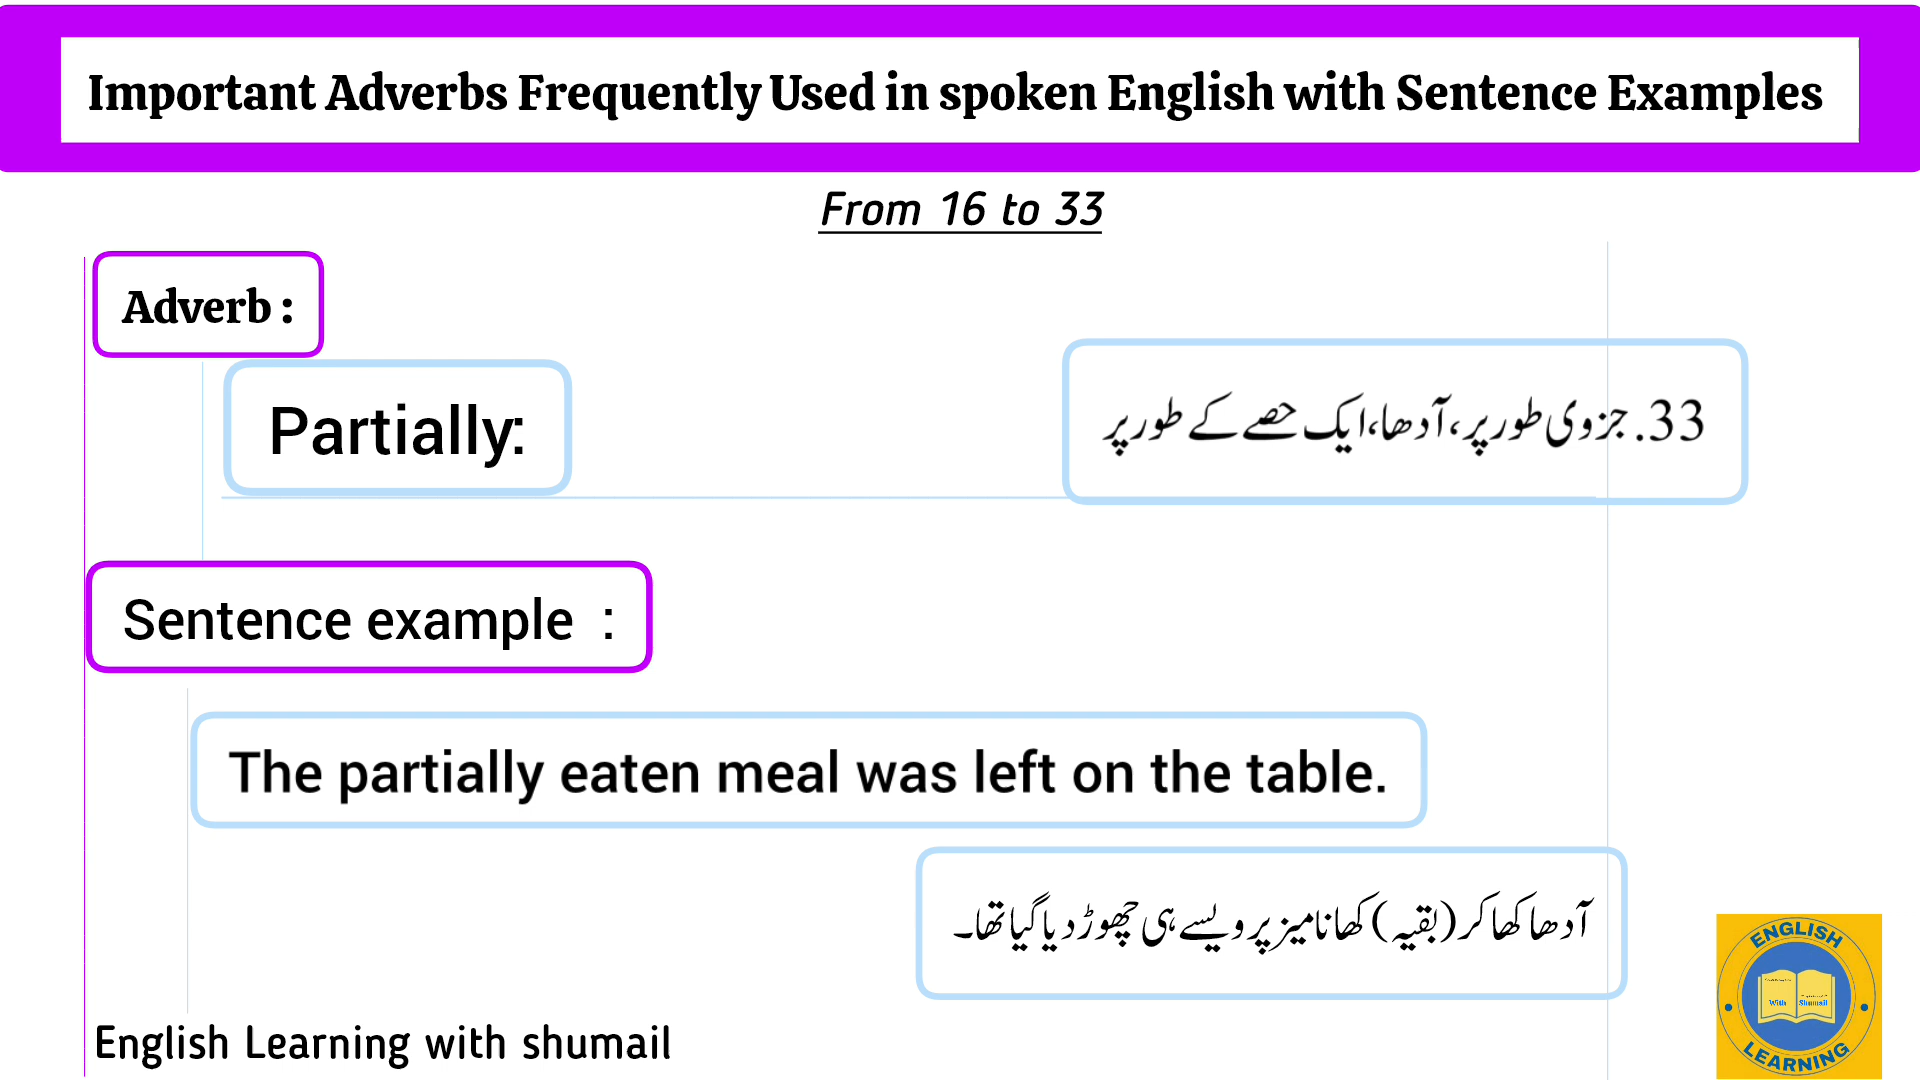 Important Adverbs Frequently Used in spoken English with Sentence Examples
From 16 to 33
Adverb :
Partially:
33. جزوی طور پر، آدھا، ایک حصے کے طور پر
Sentence example :
The partially eaten meal was left on the table.
آدھا کھا کر (بقیہ) کھانا میز پر ویسے ہی چھوڑ دیا گیا تھا۔
English Learning with shumail
ENGLISH
With Shumail
LEARNING